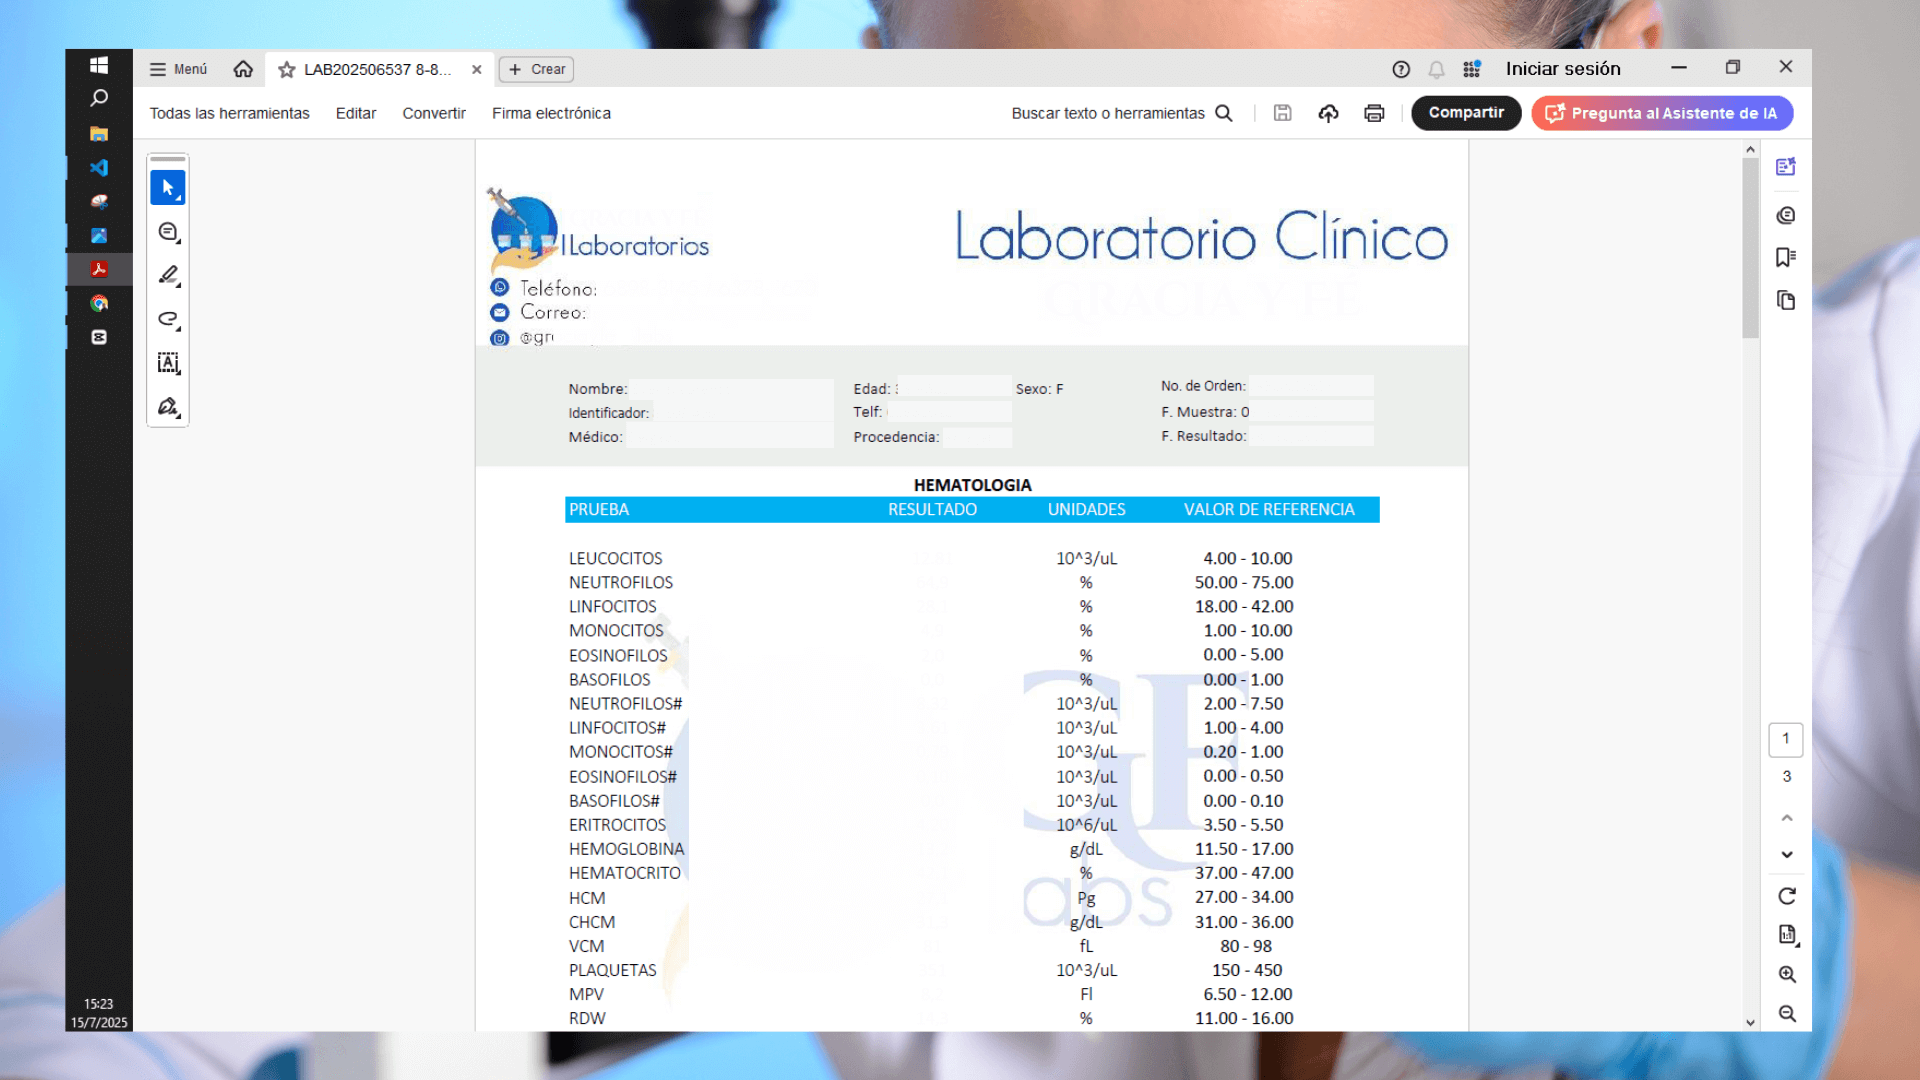 Menú
LAB202506537 8-8...
Crear
Iniciar sesión
Todas las herramientas
Editar
Convertir
Firma electrónica
Buscar texto o herramientas
Compartir
Pregunta al Asistente de IA
lLaboratorios
Laboratorio Clínico
Teléfono:
Correo:
@gr
GRACIA Y FE
Nombre:
Edad:
Sexo: F
No. de Orden:
Identificador:
Telf:
F. Muestra: 0
Médico:
Procedencia:
F. Resultado:
HEMATOLOGIA
PRUEBA RESULTADO UNIDADES VALOR DE REFERENCIA
LEUCOCITOS 10^3/uL 4.00 - 10.00
NEUTROFILOS % 50.00 - 75.00
LINFOCITOS % 18.00 - 42.00
MONOCITOS % 1.00 - 10.00
EOSINOFILOS % 0.00 - 5.00
BASOFILOS % 0.00 - 1.00
NEUTROFILOS# 10^3/uL 2.00 - 7.50
LINFOCITOS# 10^3/uL 1.00 - 4.00
MONOCITOS# 10^3/uL 0.20 - 1.00
EOSINOFILOS# 10^3/uL 0.00 - 0.50
BASOFILOS# 10^3/uL 0.00 - 0.10
ERITROCITOS 10^6/uL 3.50 - 5.50
HEMOGLOBINA g/dL 11.50 - 17.00
HEMATOCRITO % 37.00 - 47.00
HCM Pg 27.00 - 34.00
CHCM g/dL 31.00 - 36.00
VCM fL 80 - 98
PLAQUETAS 10^3/uL 150 - 450
MPV Fl 6.50 - 12.00
RDW % 11.00 - 16.00
GF
abs
1
3
15:23
15/7/2025